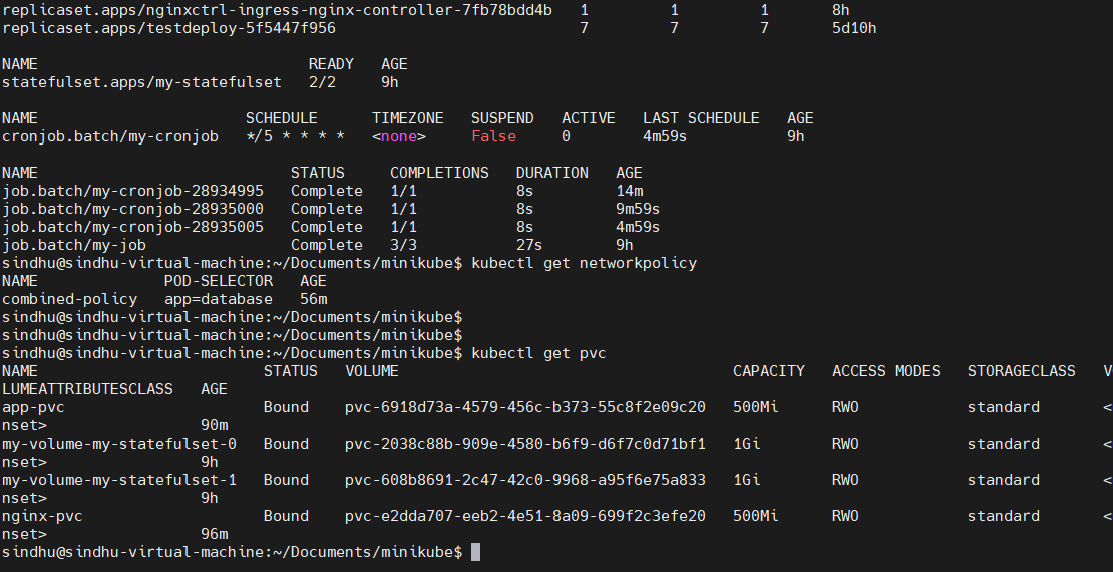 replicaset.apps/nginxctrl-ingress-nginx-controller-7fb78bdd4b   1         1         1       8h
replicaset.apps/testdeploy-5f5447f956                           7         7         7       5d10h

NAME                              READY   AGE
statefulset.apps/my-statefulset   2/2     9h

NAME                       SCHEDULE      TIMEZONE   SUSPEND   ACTIVE   LAST SCHEDULE   AGE
cronjob.batch/my-cronjob   */5 * * * *   <none>     False     0        4m59s           9h

NAME                            STATUS     COMPLETIONS   DURATION   AGE
job.batch/my-cronjob-28934995   Complete   1/1           8s         14m
job.batch/my-cronjob-28935000   Complete   1/1           8s         9m59s
job.batch/my-cronjob-28935005   Complete   1/1           8s         4m59s
job.batch/my-job                Complete   3/3           27s        9h
sindhu@sindhu-virtual-machine:~/Documents/minikube$ kubectl get networkpolicy
NAME              POD-SELECTOR   AGE
combined-policy   app=database   56m
sindhu@sindhu-virtual-machine:~/Documents/minikube$
sindhu@sindhu-virtual-machine:~/Documents/minikube$
sindhu@sindhu-virtual-machine:~/Documents/minikube$ kubectl get pvc
NAME                         STATUS   VOLUME                                     CAPACITY   ACCESS MODES   STORAGECLASS   VO
LUMEATTRIBUTESCLASS   AGE
app-pvc                      Bound    pvc-6918d73a-4579-456c-b373-55c8f2e09c20   500Mi      RWO            standard       <
nset>                 90m
my-volume-my-statefulset-0   Bound    pvc-2038c88b-909e-4580-b6f9-d6f7c0d71bf1   1Gi        RWO            standard       <
nset>                 9h
my-volume-my-statefulset-1   Bound    pvc-608b8691-2c47-42c0-9968-a95f6e75a833   1Gi        RWO            standard       <
nset>                 9h
nginx-pvc                    Bound    pvc-e2dda707-eeb2-4e51-8a09-699f2c3efe20   500Mi      RWO            standard       <
nset>                 96m
sindhu@sindhu-virtual-machine:~/Documents/minikube$